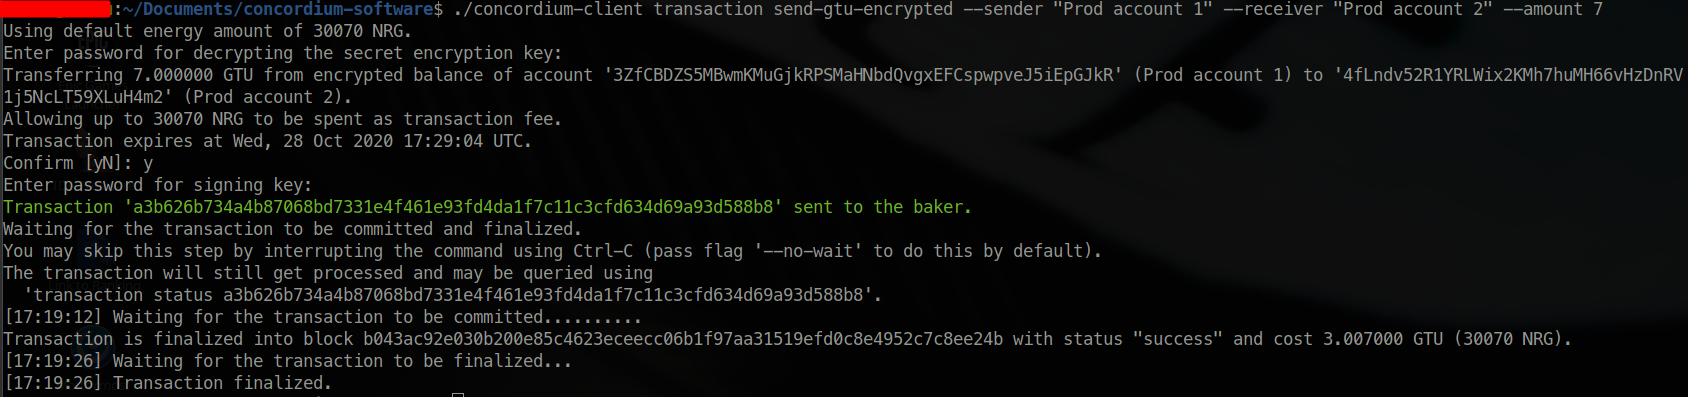 :~/Documents/concordium-software$ ./concordium-client transaction send-gtu-encrypted --sender "Prod account 1" --receiver "Prod account 2" --amount 7
Using default energy amount of 30070 NRG.
Enter password for decrypting the secret encryption key:
Transferring 7.000000 GTU from encrypted balance of account '3ZfCBDZS5MBwmKMuGjkRPSMaHNbdQvgxEFCspwpveJ5iEpGJkR' (Prod account 1) to '4fLndv52R1YRLWix2KMh7huMH66vHzDnRV
1j5NcLT59XLuH4m2' (Prod account 2).
Allowing up to 30070 NRG to be spent as transaction fee.
Transaction expires at Wed, 28 Oct 2020 17:29:04 UTC.
Confirm [yN]: y
Enter password for signing key:
Transaction 'a3b626b734a4b87068bd7331e4f461e93fd4da1f7c11c3cfd634d69a93d588b8' sent to the baker.
Waiting for the transaction to be committed and finalized.
You may skip this step by interrupting the command using Ctrl-C (pass flag '--no-wait' to do this by default).
The transaction will still get processed and may be queried using
'transaction status a3b626b734a4b87068bd7331e4f461e93fd4da1f7c11c3cfd634d69a93d588b8'.
[17:19:12] Waiting for the transaction to be committed..........
Transaction is finalized into block b043ac92e030b200e85c4623eceecc06b1f97aa31519efd0c8e4952c7c8ee24b with status "success" and cost 3.007000 GTU (30070 NRG).
[17:19:26] Waiting for the transaction to be finalized...
[17:19:26] Transaction finalized.